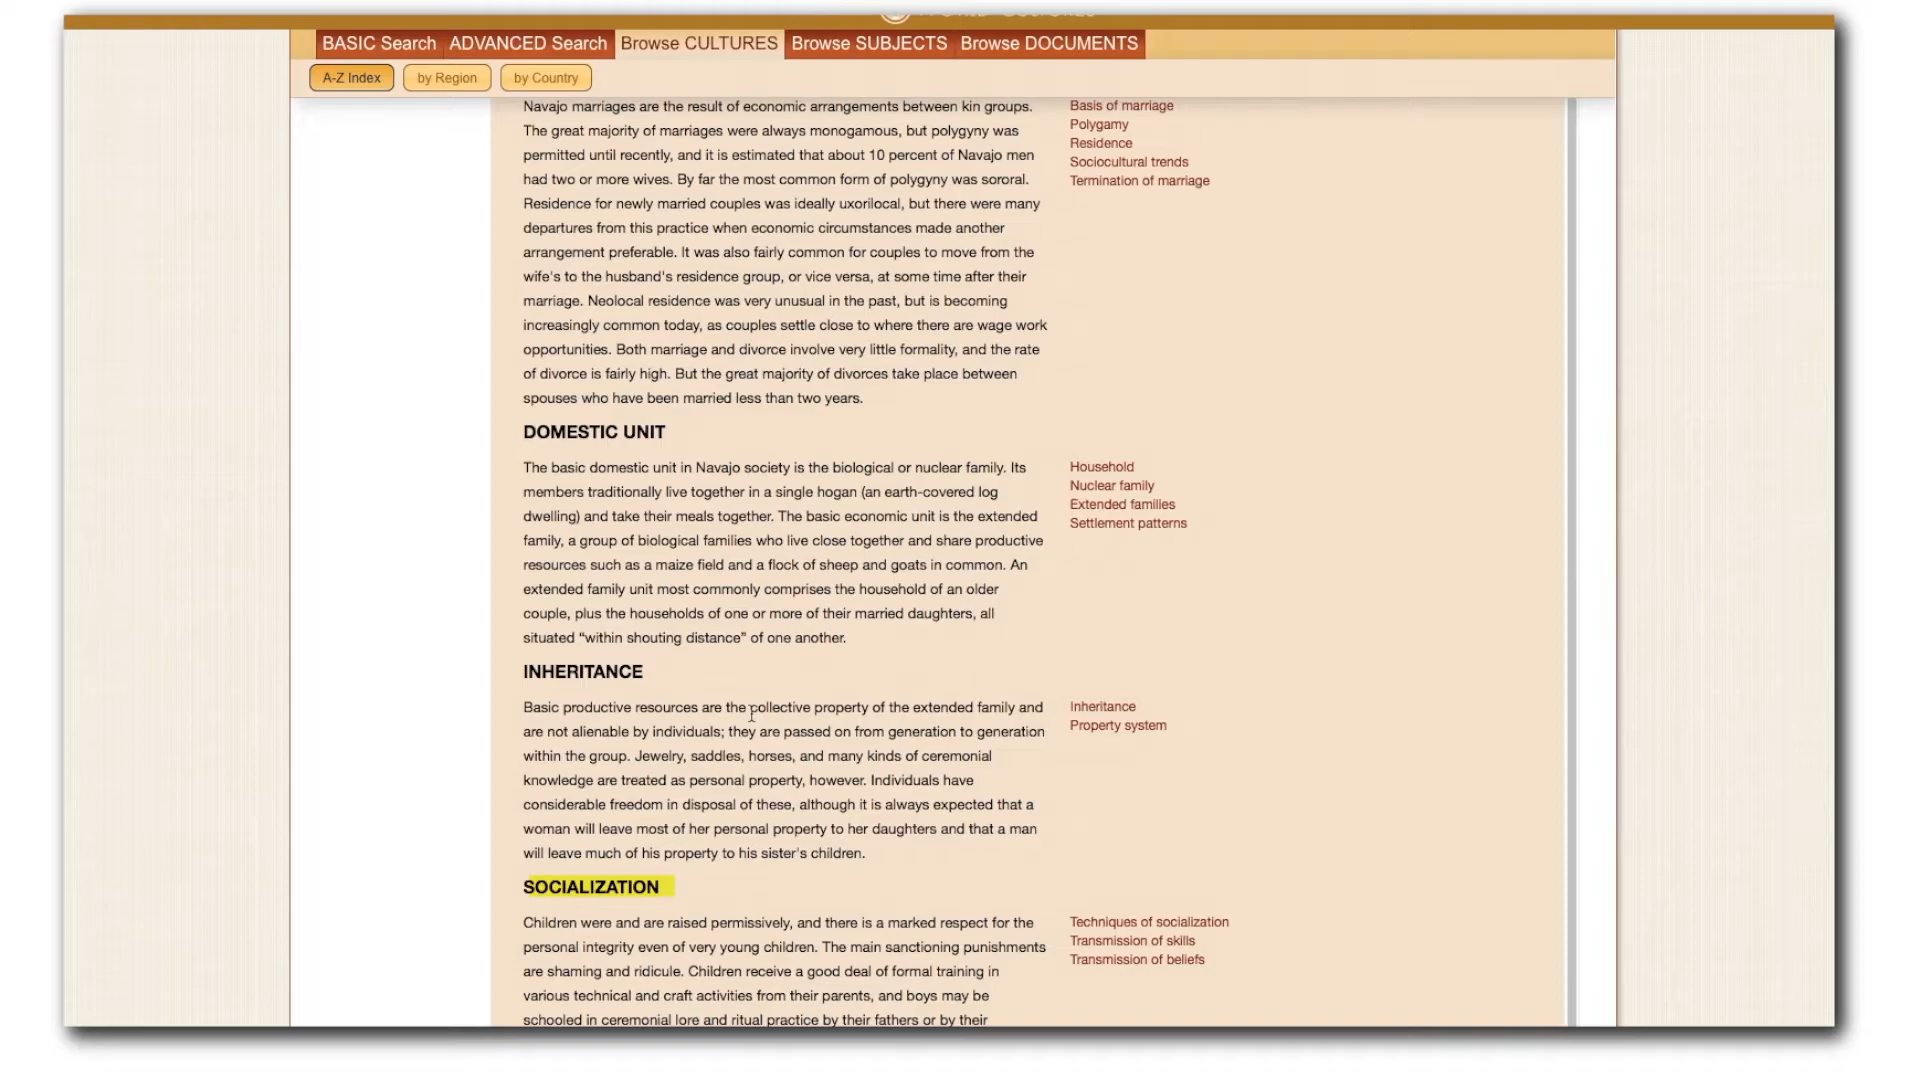 BASIC Search
ADVANCED Search
Browse CULTURES
Browse SUBJECTS
Browse DOCUMENTS
A-Z Index
by Region
by Country
Navajo marriages are the result of economic arrangements between kin groups.
The great majority of marriages were always monogamous, but polygyny was
permitted until recently, and it is estimated that about 10 percent of Navajo men
had two or more wives. By far the most common form of polygyny was sororal.
Residence for newly married couples was ideally uxorilocal, but there were many
departures from this practice when economic circumstances made another
arrangement preferable. It was also fairly common for couples to move from the
wife's to the husband's residence group, or vice versa, at some time after their
marriage. Neolocal residence was very unusual in the past, but is becoming
increasingly common today, as couples settle close to where there are wage work
opportunities. Both marriage and divorce involve very little formality, and the rate
of divorce is fairly high. But the great majority of divorces take place between
spouses who have been married less than two years.
Basis of marriage
Polygamy
Residence
Sociocultural trends
Termination of marriage
DOMESTIC UNIT
The basic domestic unit in Navajo society is the biological or nuclear family. Its
members traditionally live together in a single hogan (an earth-covered log
dwelling) and take their meals together. The basic economic unit is the extended
family, a group of biological families who live close together and share productive
resources such as a maize field and a flock of sheep and goats in common. An
extended family unit most commonly comprises the household of an older
couple, plus the households of one or more of their married daughters, all
situated “within shouting distance” of one another.
Household
Nuclear family
Extended families
Settlement patterns
INHERITANCE
Basic productive resources are the collective property of the extended family and
are not alienable by individuals; they are passed on from generation to generation
within the group. Jewelry, saddles, horses, and many kinds of ceremonial
knowledge are treated as personal property, however. Individuals have
considerable freedom in disposal of these, although it is always expected that a
woman will leave most of her personal property to her daughters and that a man
will leave much of his property to his sister's children.
Inheritance
Property system
SOCIALIZATION
Children were and are raised permissively, and there is a marked respect for the
personal integrity even of very young children. The main sanctioning punishments
are shaming and ridicule. Children receive a good deal of formal training in
various technical and craft activities from their parents, and boys may be
schooled in ceremonial lore and ritual practice by their fathers or by their
Techniques of socialization
Transmission of skills
Transmission of beliefs